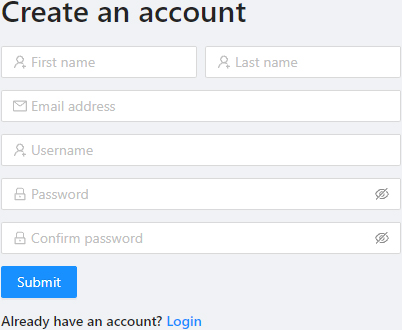 Create an account
First name Last name
Email address
Username
Password
Confirm password
Submit
Already have an account? Login